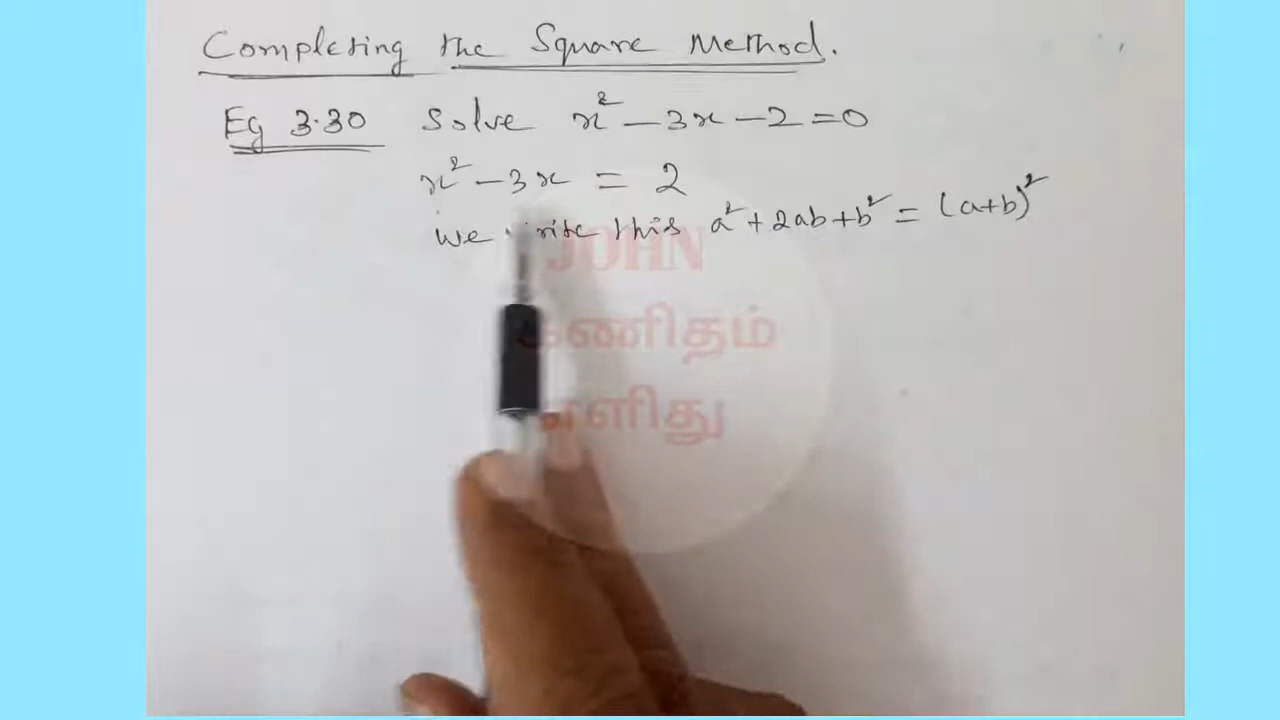 Completing the Square Method.
Eg 3.30 Solve x² - 3x - 2 = 0
x² - 3x = 2
We write this a² + 2ab + b² = (a+b)²
JOHN
கணிதம்
எளிது